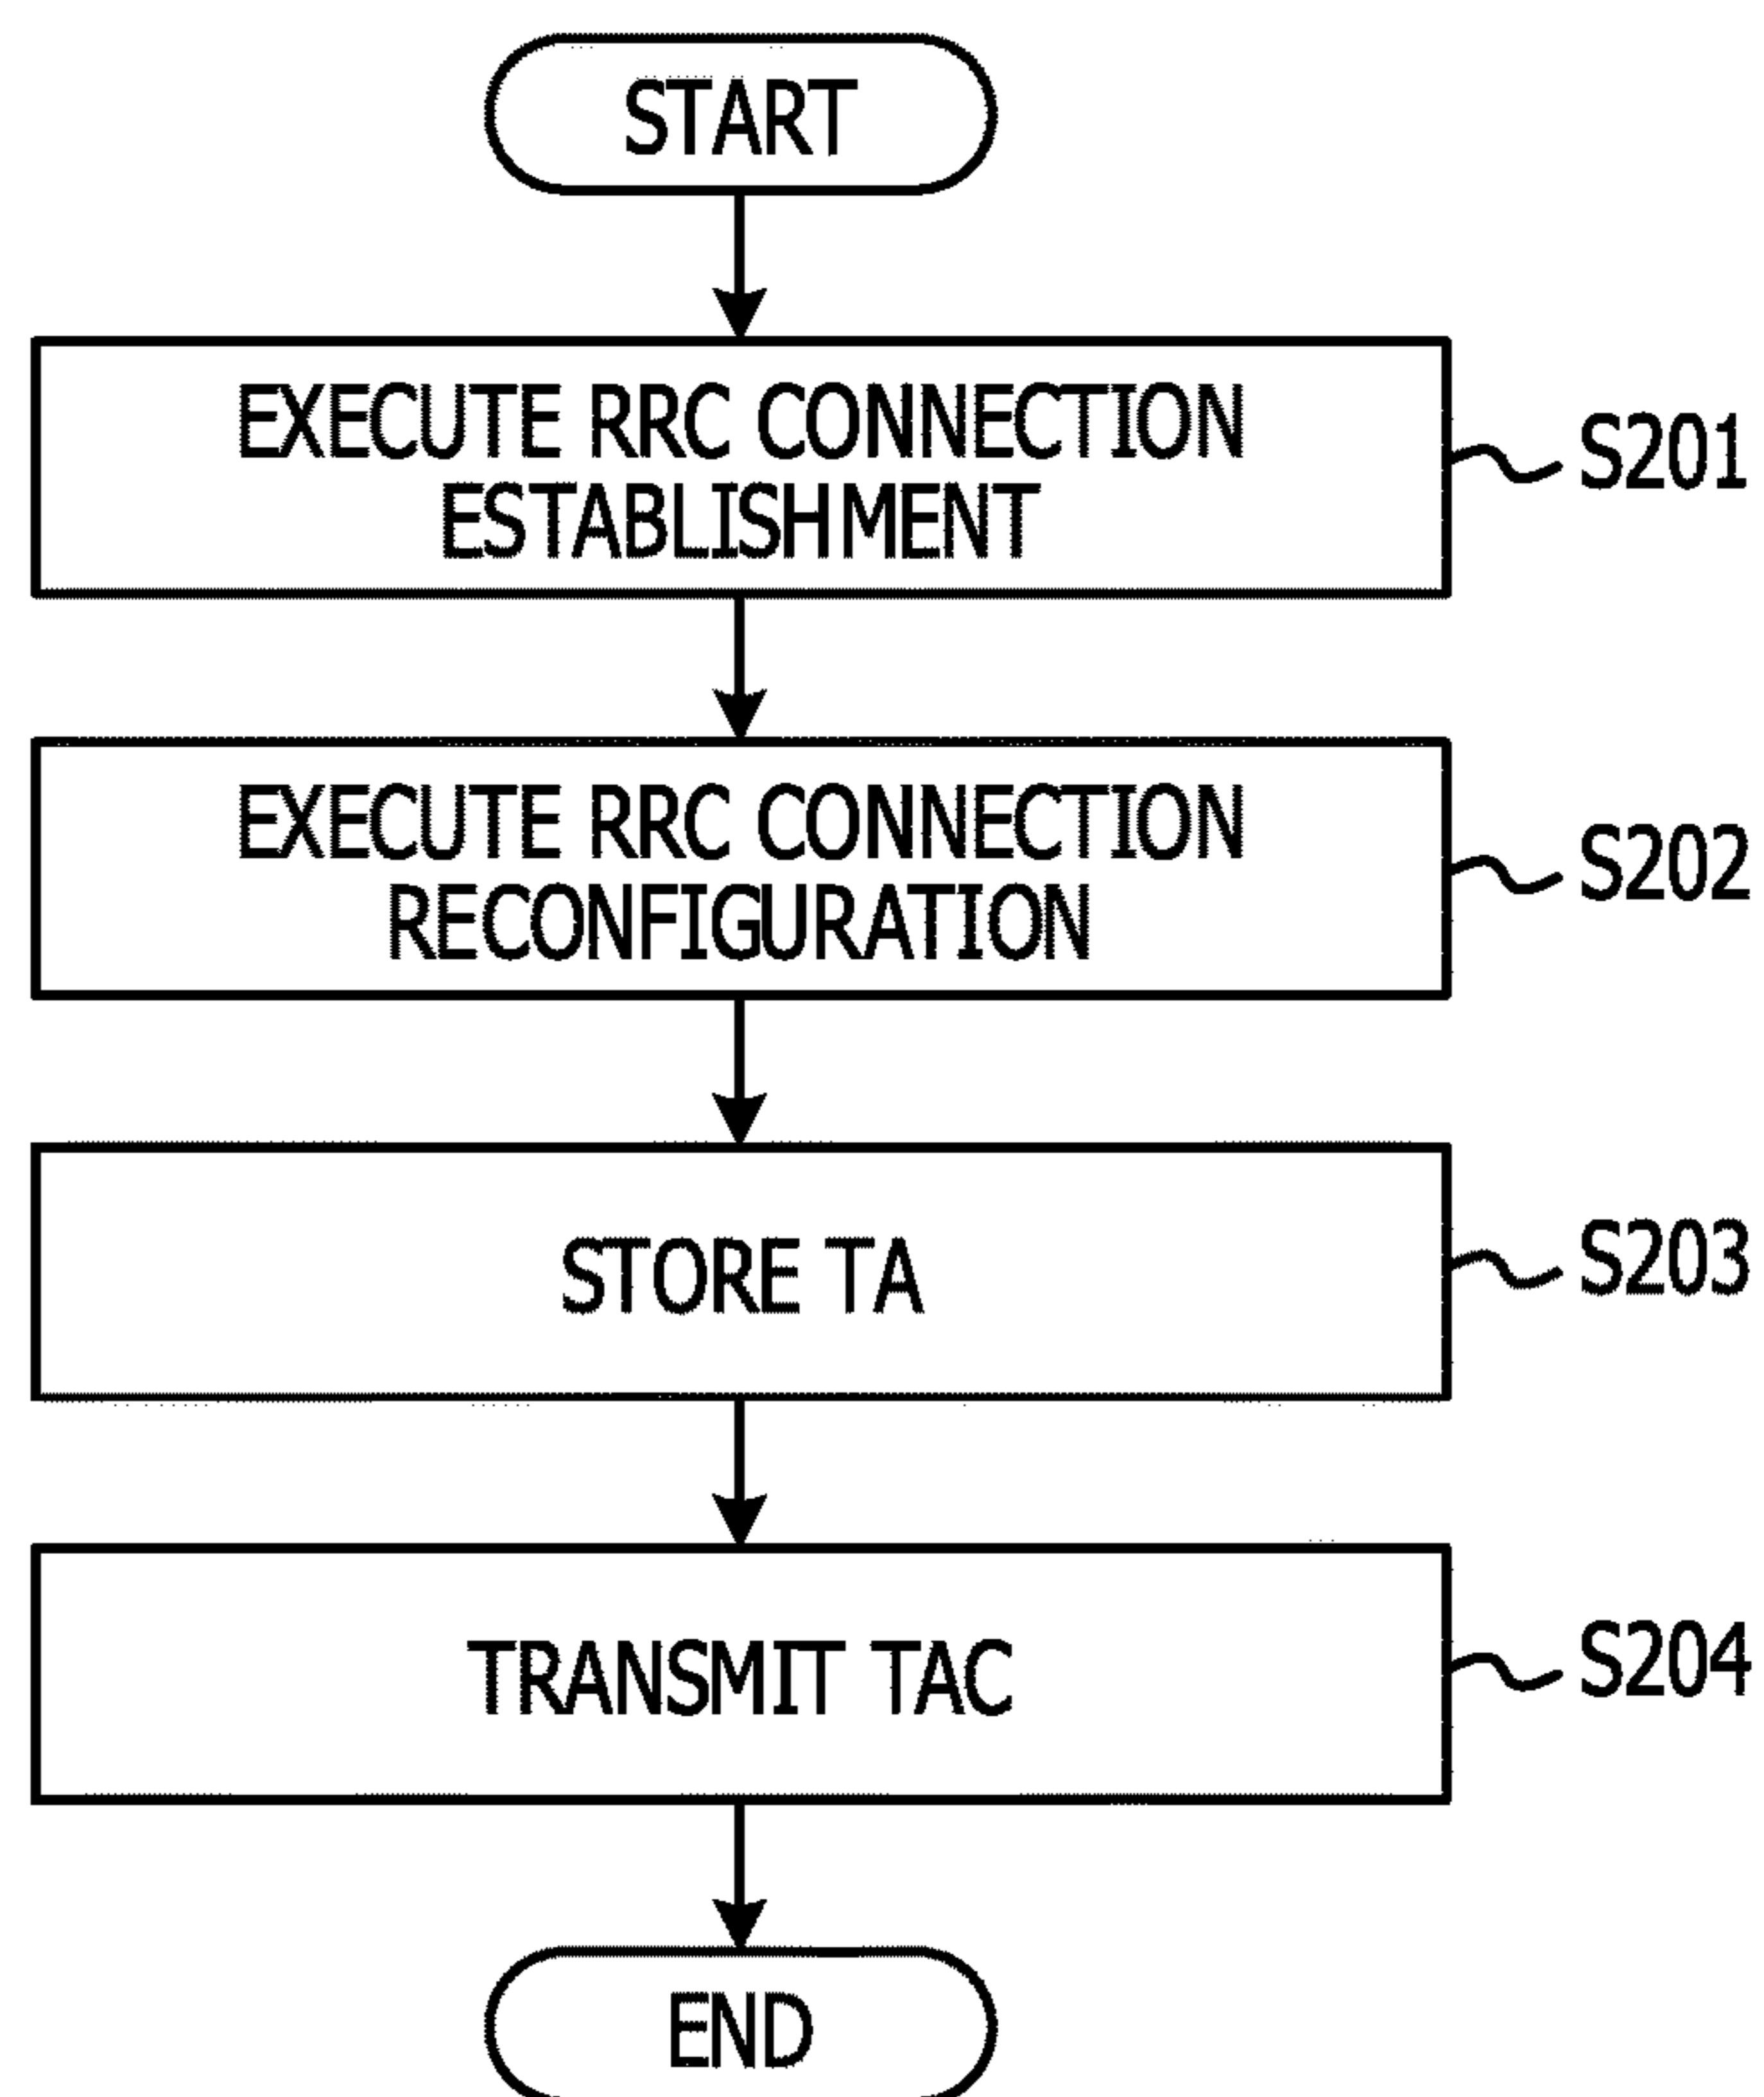 START
EXECUTE RRC CONNECTION
ESTABLISHMENT
S201
EXECUTE RRC CONNECTION
RECONFIGURATION
S202
STORE TA
S203
TRANSMIT TAC
S204
END